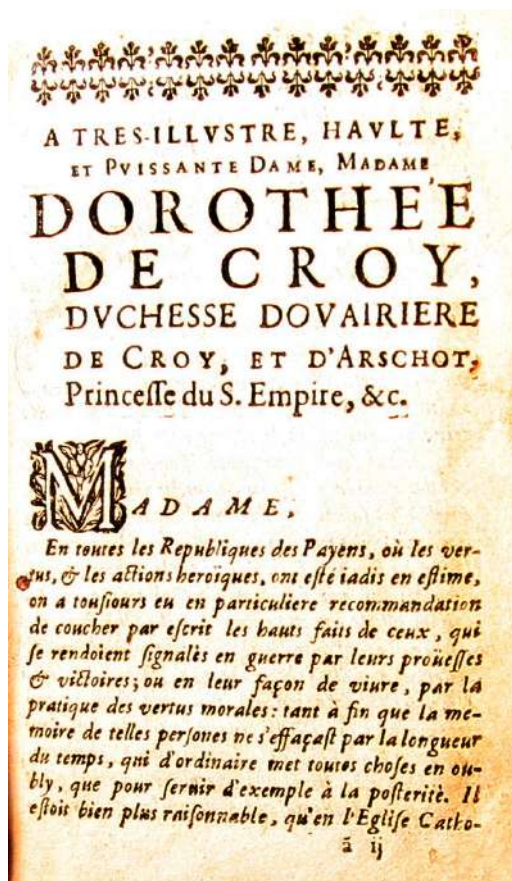 A TRES-ILLVSTRE, HAVLTE,
ET PVISSANTE DAME, MADAME
DOROTHEE
DE CROY,
DVCHESSE DOVAIRIERE
DE CROY, ET D'ARSCHOT,
Princeſſe du S. Empire, &c.
MADAME,
En toutes les Republiques des Payens, où les ver-
tus, & les actions heroïques, ont eſté iadis en eſtime,
on a touſiours eu en particuliere recommandation
de coucher par eſcrit les hauts faits de ceux, qui
ſe rendoient ſignalès en guerre par leurs proüeſſes
& victoires; ou en leur façon de viure, par la
pratique des vertus morales: tant à fin que la me-
moire de telles perſones ne s'effaçaſt par la longueur
du temps, qui d'ordinaire met toutes choſes en ou-
bly, que pour ſeruir d'exemple à la poſteritè. Il
eſtoit bien plus raiſonnable, qu'en l'Egliſe Catho-
ã ij